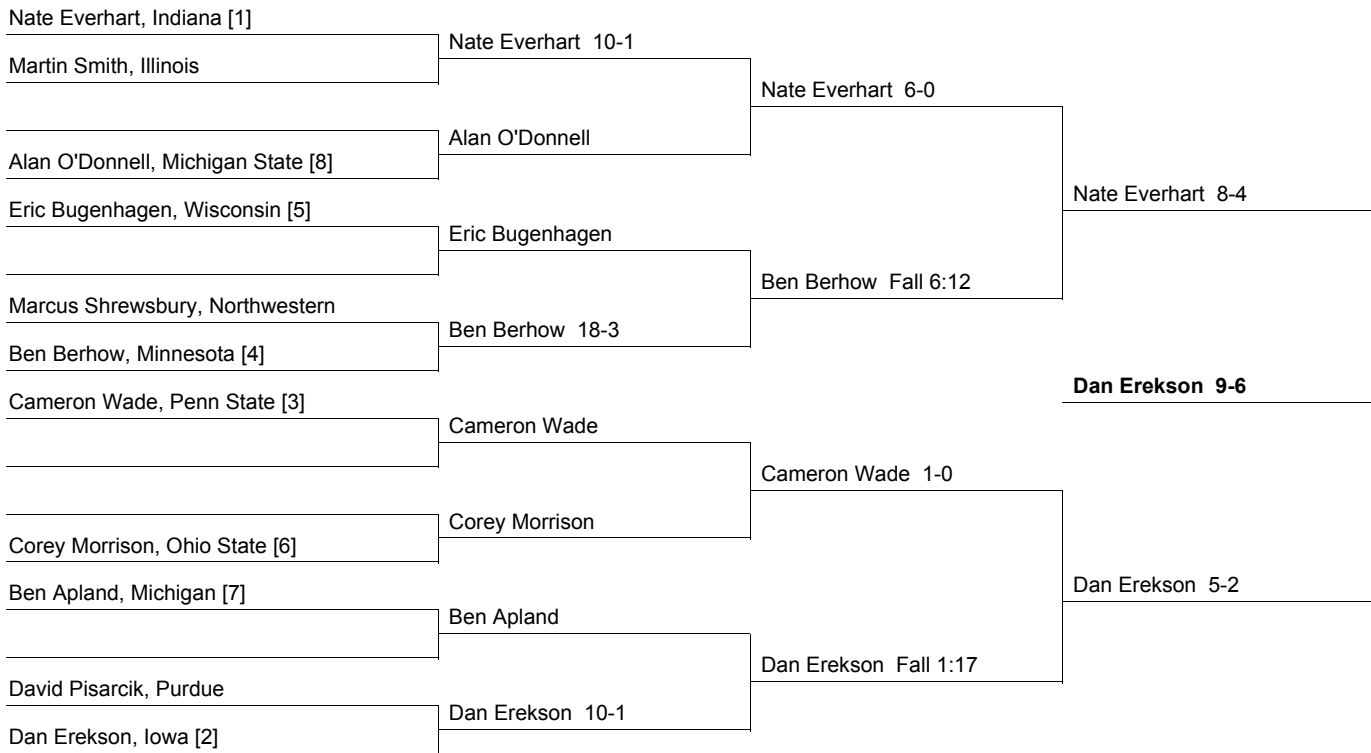 Nate Everhart, Indiana [1]
Martin Smith, Illinois
Alan O'Donnell, Michigan State [8]
Eric Bugenhagen, Wisconsin [5]
Marcus Shrewsbury, Northwestern
Ben Berhow, Minnesota [4]
Cameron Wade, Penn State [3]
Corey Morrison, Ohio State [6]
Ben Apland, Michigan [7]
David Pisarcik, Purdue
Dan Erekson, Iowa [2]
Nate Everhart 10-1
Alan O'Donnell
Eric Bugenhagen
Ben Berhow 18-3
Cameron Wade
Corey Morrison
Ben Apland
Dan Erekson 10-1
Nate Everhart 6-0
Ben Berhow Fall 6:12
Cameron Wade 1-0
Dan Erekson Fall 1:17
Nate Everhart 8-4
Dan Erekson 9-6
Dan Erekson 5-2